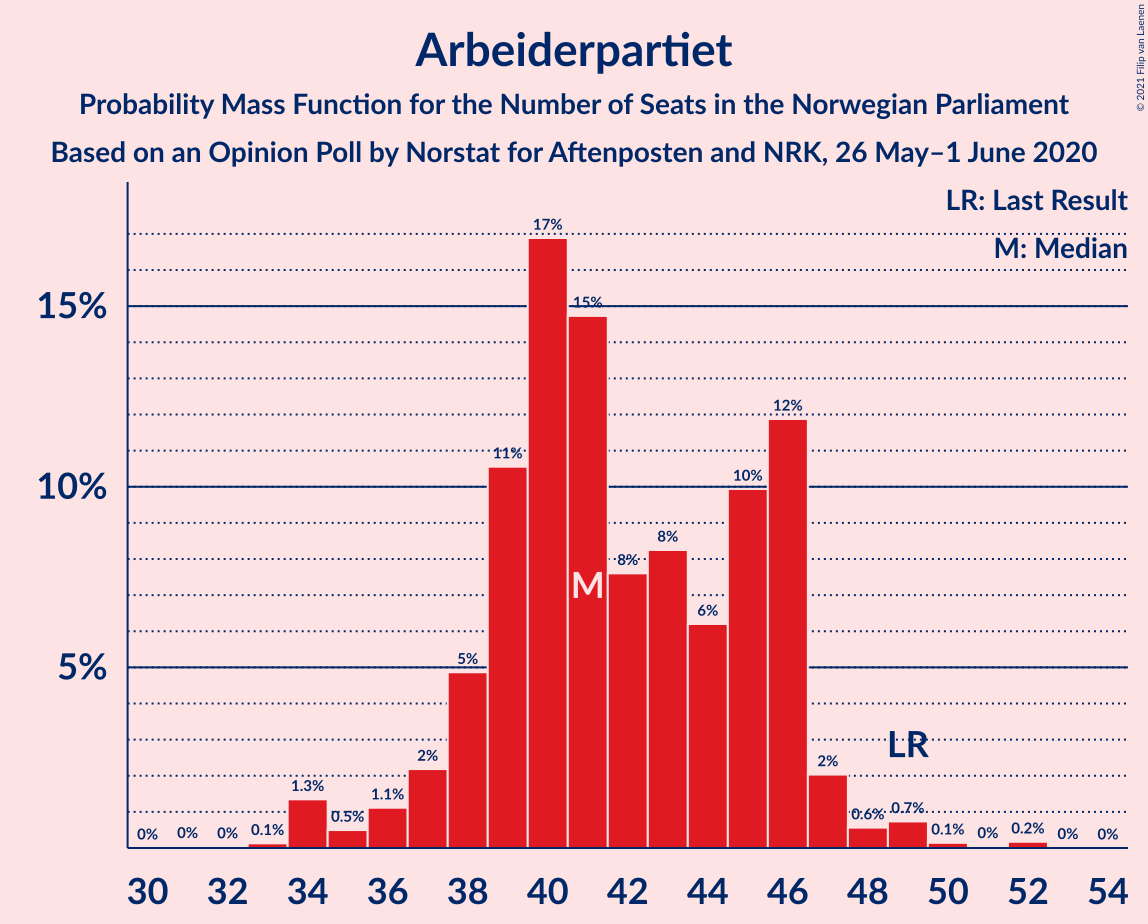 Arbeiderpartiet
Probability Mass Function for the Number of Seats in the Norwegian Parliament
Based on an Opinion Poll by Norstat for Aftenposten and NRK, 26 May–1 June 2020
© 2021 Filip van Laenen
LR: Last Result
M: Median
15%
10%
5%
0% 0% 0% 0.1% 1.3% 0.5% 1.1% 2% 5% 11% 17% 15% 8% 8% 6% 10% 12% 2% 0.6% 0.7% 0.1% 0% 0.2% 0% 0%
M
LR
30 32 34 36 38 40 42 44 46 48 50 52 54